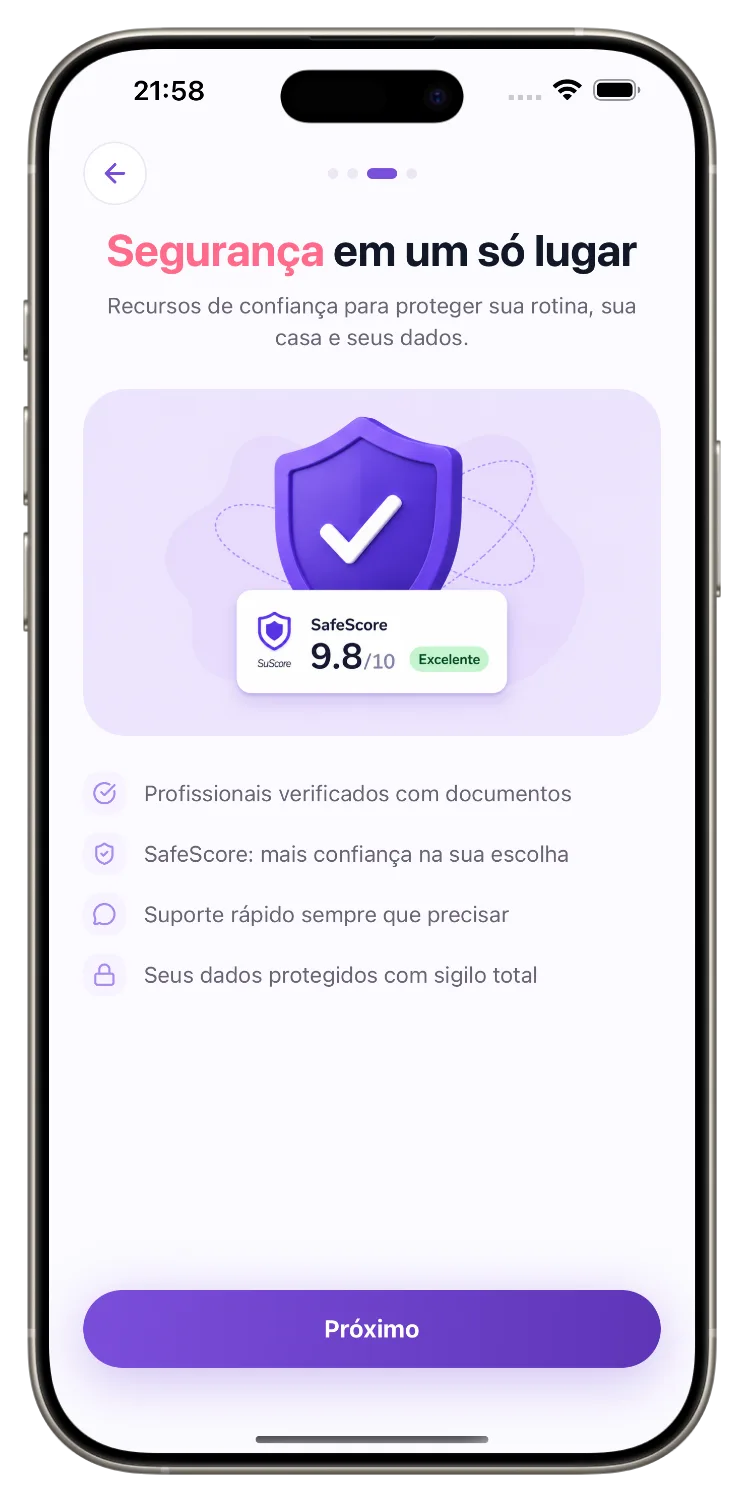 21:58
Segurança em um só lugar
Recursos de confiança para proteger sua rotina, sua
casa e seus dados.
SafeScore
SuScore
9.8/10 Excelente
Profissionais verificados com documentos
SafeScore: mais confiança na sua escolha
Suporte rápido sempre que precisar
Seus dados protegidos com sigilo total
Próximo